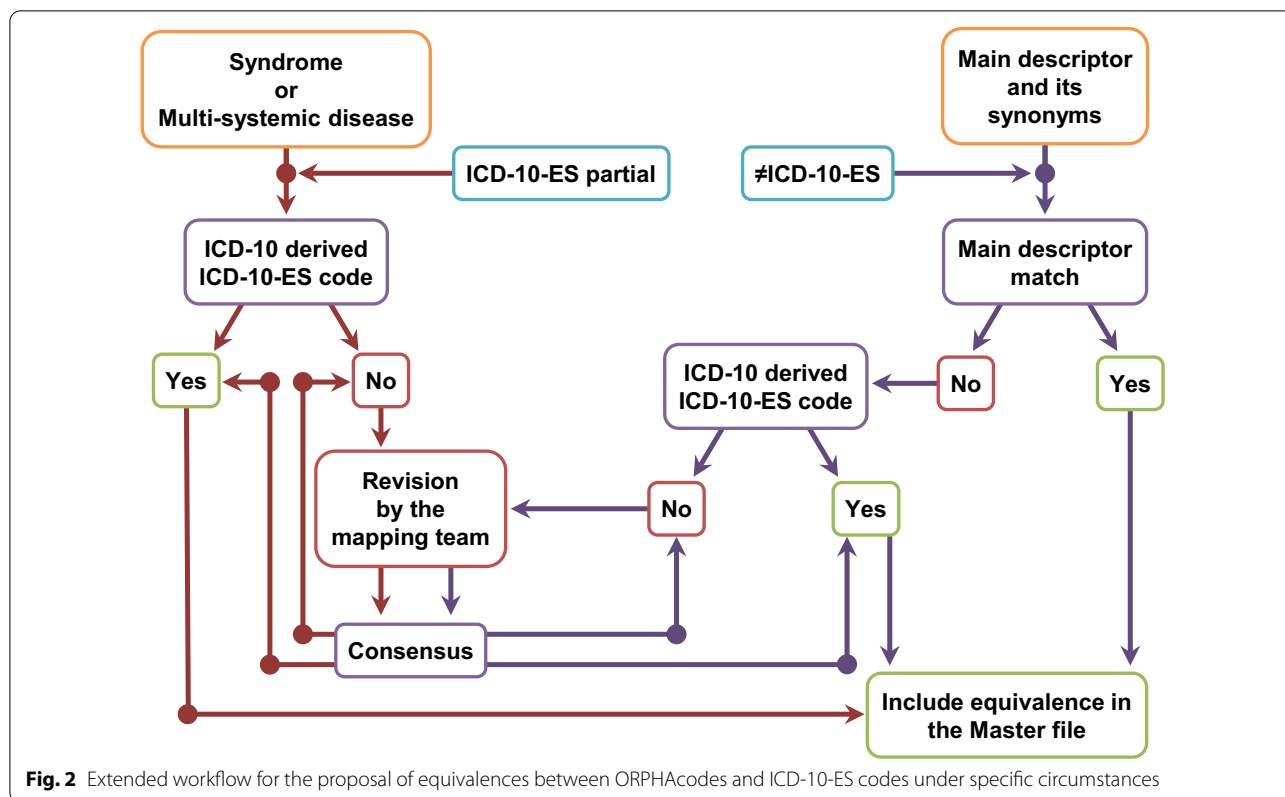 Syndrome
or
Multi-systemic disease
Main descriptor
and its
synonyms
ICD-10-ES partial
≠ICD-10-ES
ICD-10 derived
ICD-10-ES code
Main descriptor
match
Yes
No
ICD-10 derived
ICD-10-ES code
No
Yes
Revision
by the
mapping team
No
Yes
Consensus
Include equivalence in
the Master file
Fig. 2 Extended workflow for the proposal of equivalences between ORPHAcodes and ICD-10-ES codes under specific circumstances